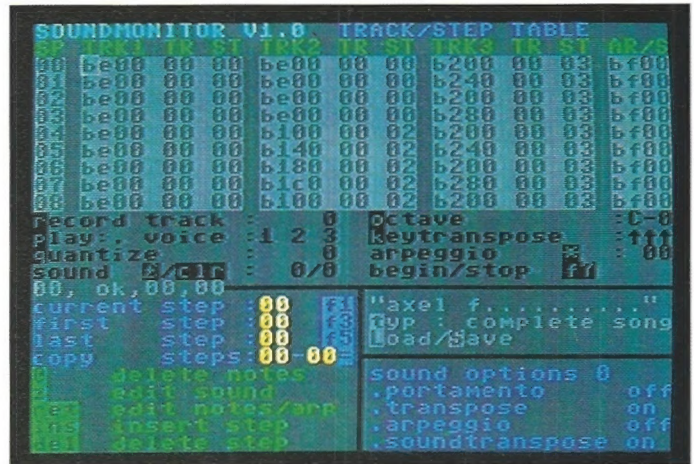 SOUNDMONITOR V1.0 TRACK/STEP TABLE
SP TRK1 TR ST TRK2 TR ST TRK3 TR ST AR/S
00 be00 00 00 be00 00 00 b200 00 03 bf00
01 be00 00 00 be00 00 00 b240 00 03 bf00
02 be00 00 00 be00 00 00 b200 00 03 bf00
03 be00 00 00 be00 00 00 b280 00 03 bf00
04 be00 00 00 b100 00 02 b200 00 03 bf00
05 be00 00 00 b140 00 02 b240 00 03 bf00
06 be00 00 00 b180 00 02 b200 00 03 bf00
07 be00 00 00 b1c0 00 02 b280 00 03 bf00
08 be00 00 00 b100 00 02 b200 00 03 bf00
record track : 0 octave :C-0
play:. voice :1 2 3 keytranspose :↑↑↑
quantize : 0 arpeggio : 00
sound /clr : 0/0 begin/stop f7
00, ok,00,00
current step :00 f1
first step :00 f3
last step :00 f5
copy steps:00-00
"axel f.........."
typ : complete song
Load/Save
delete notes
edit sound
ret edit notes/arp
ins insert step
del delete step
sound options 0
.portamento off
.transpose on
.arpeggio off
.soundtranspose on